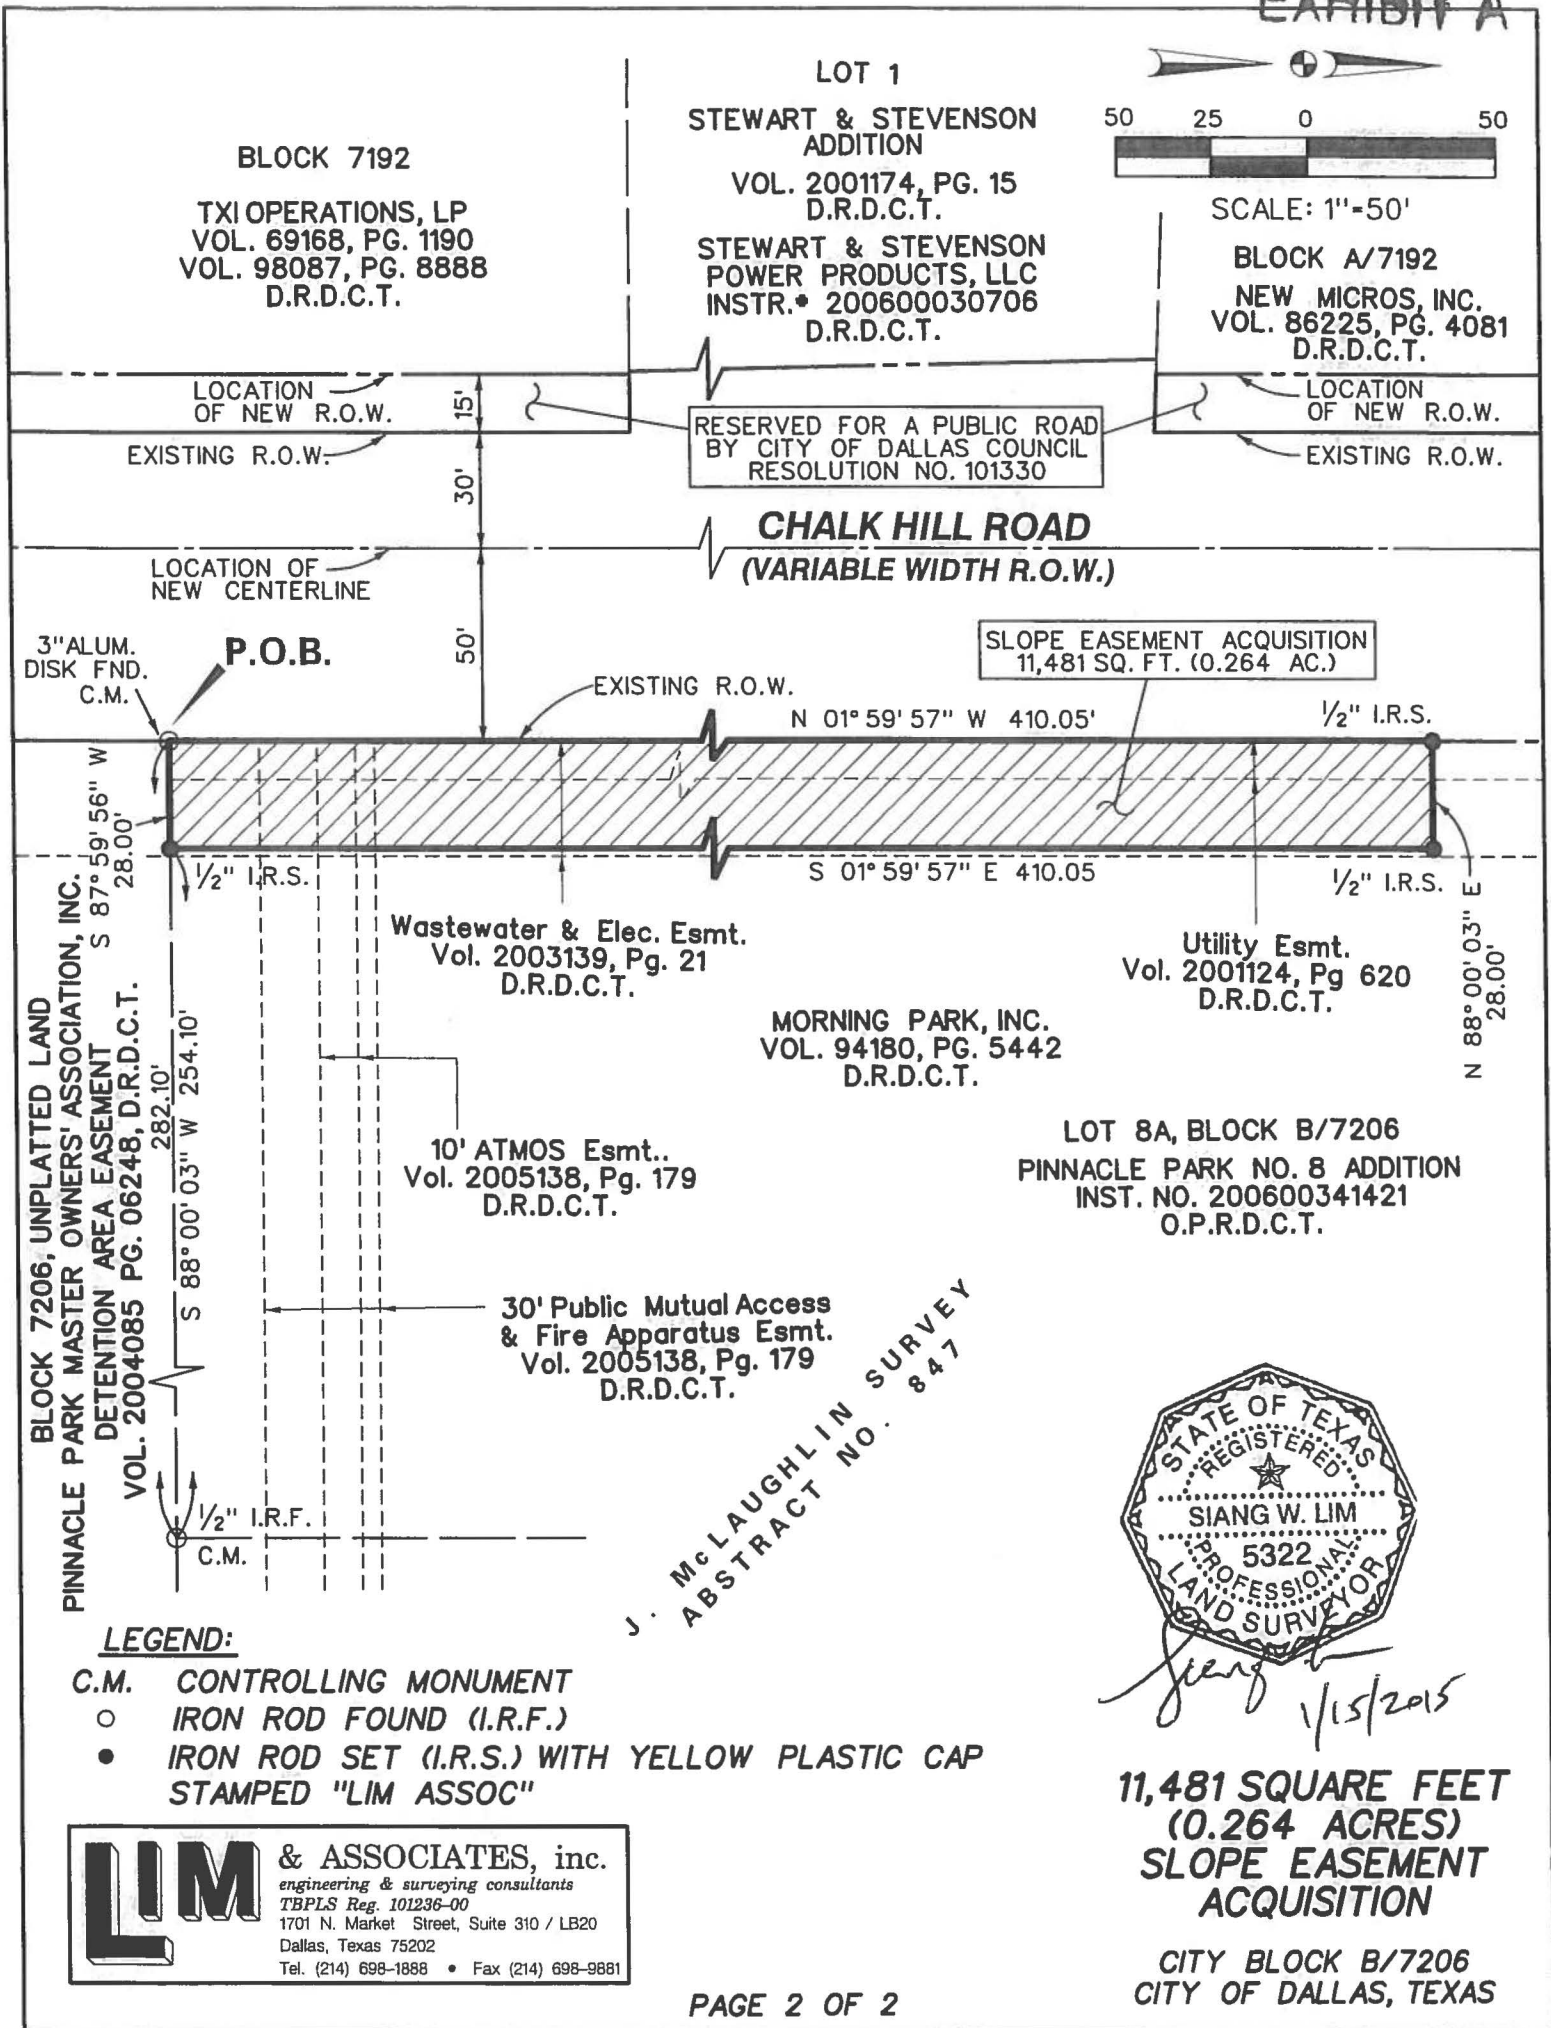 EXHIBIT A
LOT 1
STEWART & STEVENSON
ADDITION
VOL. 2001174, PG. 15
D.R.D.C.T.
STEWART & STEVENSON
POWER PRODUCTS, LLC
INSTR.# 200600030706
D.R.D.C.T.
BLOCK 7192
TXI OPERATIONS, LP
VOL. 69168, PG. 1190
VOL. 98087, PG. 8888
D.R.D.C.T.
50 25 0 50
SCALE: 1"=50'
BLOCK A/7192
NEW MICROS, INC.
VOL. 86225, PG. 4081
D.R.D.C.T.
LOCATION
OF NEW R.O.W.
15'
EXISTING R.O.W.
30'
RESERVED FOR A PUBLIC ROAD
BY CITY OF DALLAS COUNCIL
RESOLUTION NO. 101330
LOCATION
OF NEW R.O.W.
EXISTING R.O.W.
CHALK HILL ROAD
(VARIABLE WIDTH R.O.W.)
LOCATION OF
NEW CENTERLINE
50'
3" ALUM.
DISK FND.
C.M.
P.O.B.
SLOPE EASEMENT ACQUISITION
11,481 SQ. FT. (0.264 AC.)
EXISTING R.O.W.
N 01° 59' 57" W 410.05'
1/2" I.R.S.
S 87° 59' 56" W
28.00'
1/2" I.R.S.
S 01° 59' 57" E 410.05
1/2" I.R.S.
N 88° 00' 03" E
28.00'
Wastewater & Elec. Esmt.
Vol. 2003139, Pg. 21
D.R.D.C.T.
Utility Esmt.
Vol. 2001124, Pg 620
D.R.D.C.T.
MORNING PARK, INC.
VOL. 94180, PG. 5442
D.R.D.C.T.
BLOCK 7206, UNPLATTED LAND
PINNACLE PARK MASTER OWNERS' ASSOCIATION, INC.
DETENTION AREA EASEMENT
VOL. 2004085 PG. 06248, D.R.D.C.T.
282.10'
S 88° 00' 03" W 254.10'
10' ATMOS Esmt..
Vol. 2005138, Pg. 179
D.R.D.C.T.
LOT 8A, BLOCK B/7206
PINNACLE PARK NO. 8 ADDITION
INST. NO. 200600341421
O.P.R.D.C.T.
30' Public Mutual Access
& Fire Apparatus Esmt.
Vol. 2005138, Pg. 179
D.R.D.C.T.
J. McLAUGHLIN SURVEY
ABSTRACT NO. 847
1/2" I.R.F.
C.M.
STATE OF TEXAS
REGISTERED
SIANG W. LIM
5322
PROFESSIONAL
LAND SURVEYOR
1/15/2015
LEGEND:
C.M. CONTROLLING MONUMENT
IRON ROD FOUND (I.R.F.)
IRON ROD SET (I.R.S.) WITH YELLOW PLASTIC CAP
STAMPED "LIM ASSOC"
11,481 SQUARE FEET
(0.264 ACRES)
SLOPE EASEMENT
ACQUISITION
CITY BLOCK B/7206
CITY OF DALLAS, TEXAS
LIM
& ASSOCIATES, inc.
engineering & surveying consultants
TBPLS Reg. 101236-00
1701 N. Market Street, Suite 310 / LB20
Dallas, Texas 75202
Tel. (214) 698-1888 • Fax (214) 698-9881
PAGE 2 OF 2